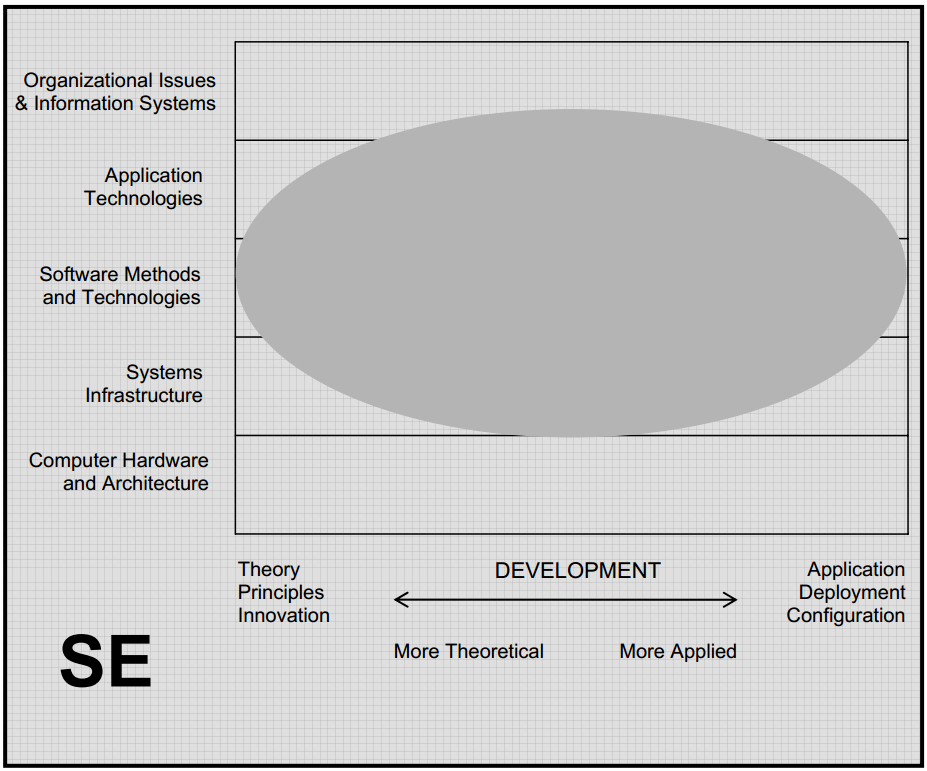 Organizational Issues
& Information Systems
Application
Technologies
Software Methods
and Technologies
Systems
Infrastructure
Computer Hardware
and Architecture
Theory
Principles
Innovation
DEVELOPMENT
Application
Deployment
Configuration
More Theoretical
More Applied
SE